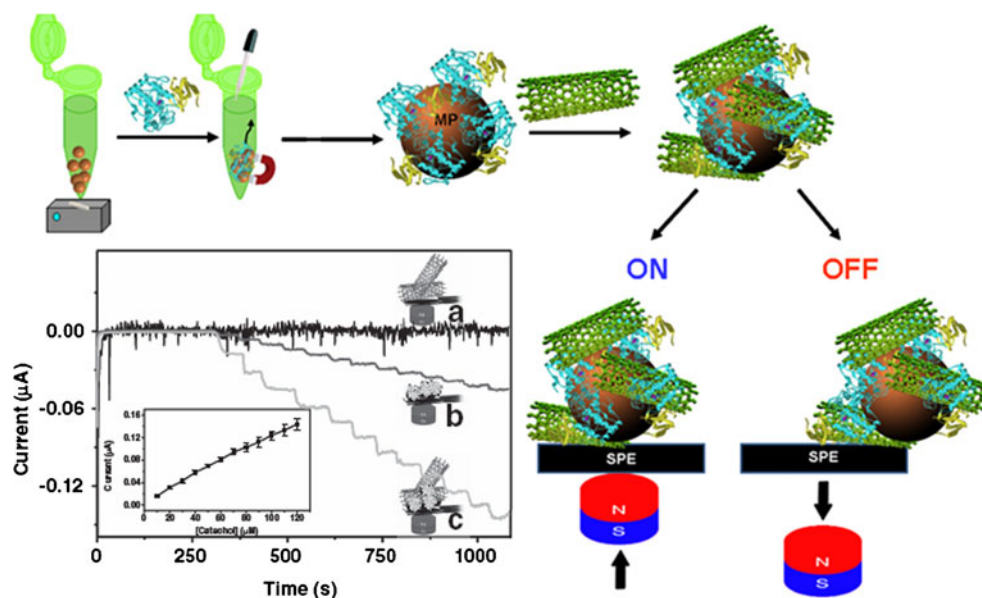 MP
ON
OFF
SPE
N
S
SPE
N
S
Current (µA)
0.00
-0.06
-0.12
a
b
c
Current (µA)
0.16
0.12
0.08
0.04
0.00
0 20 40 60 80 100 120
[Catachol] (µM)
0 250 500 750 1000
Time (s)